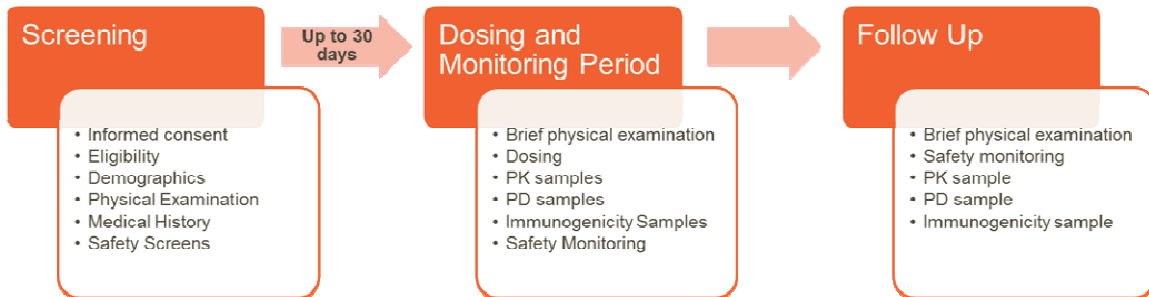 Screening
• Informed consent
• Eligibility
• Demographics
• Physical Examination
• Medical History
• Safety Screens
Up to 30
days
Dosing and
Monitoring Period
• Brief physical examination
• Dosing
• PK samples
• PD samples
• Immunogenicity Samples
• Safety Monitoring
Follow Up
• Brief physical examination
• Safety monitoring
• PK sample
• PD sample
• Immunogenicity sample